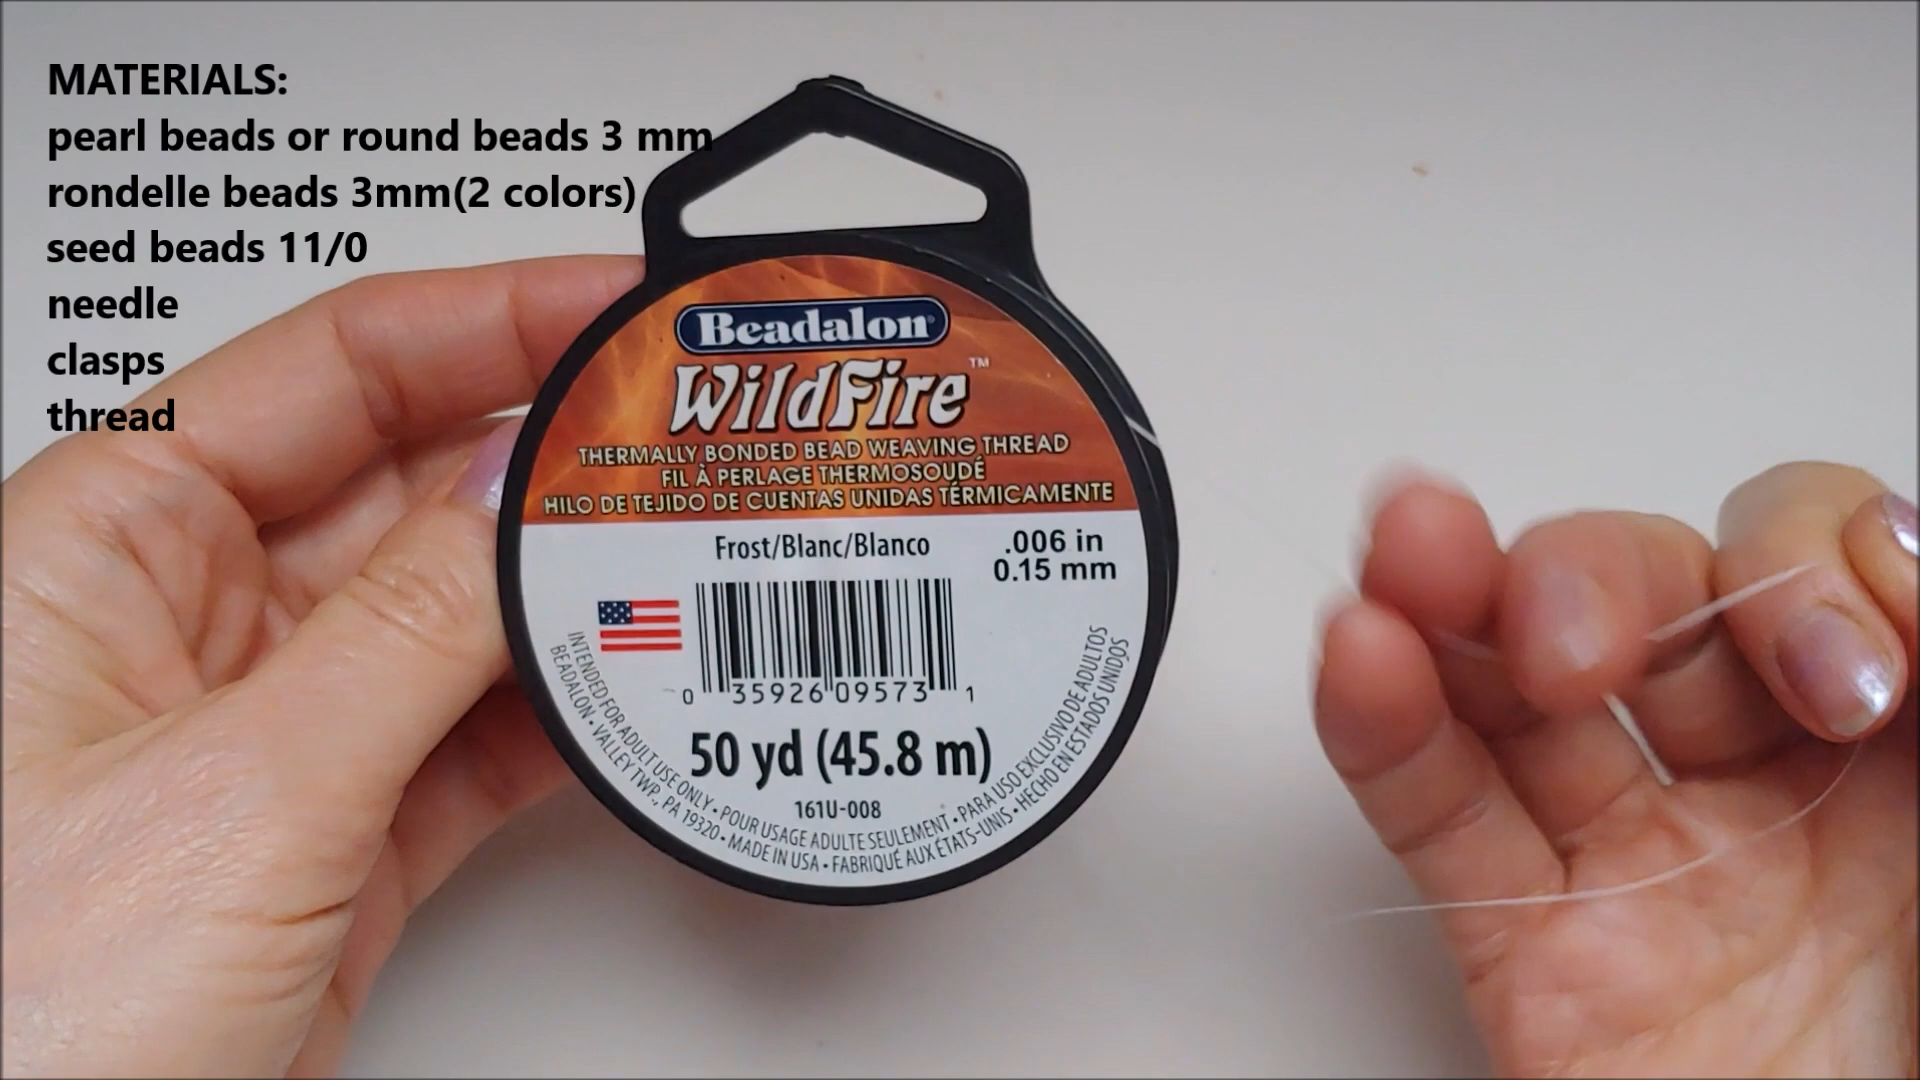 MATERIALS:
pearl beads or round beads 3 mm
rondelle beads 3mm(2 colors)
seed beads 11/0
needle
clasps
thread
Beadalon®
WildFire™
THERMALLY BONDED BEAD WEAVING THREAD
FIL À PERLAGE THERMOSOUDÉ
HILO DE TEJIDO DE CUENTAS UNIDAS TÉRMICAMENTE
Frost/Blanc/Blanco
.006 in
0.15 mm
0 35926 09573 1
50 yd (45.8 m)
161U-008
INTENDED FOR ADULT USE ONLY • POUR USAGE ADULTE SEULEMENT • PARA USO EXCLUSIVO DE ADULTOS
BEADALON • VALLEY TWP., PA 19320 • MADE IN USA • FABRIQUÉ AUX ÉTATS-UNIS • HECHO EN ESTADOS UNIDOS